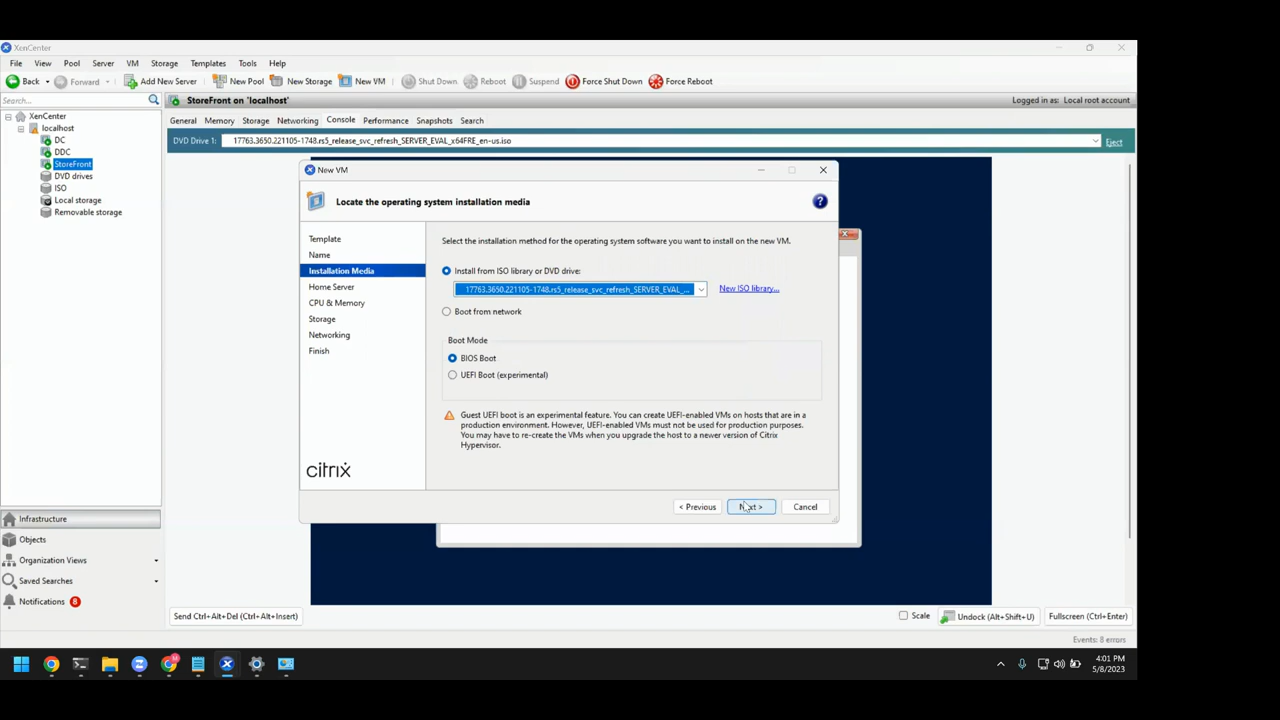 XenCenter
File View Pool Server VM Storage Templates Tools Help
Back Forward Add New Server New Pool New Storage New VM Shut Down Reboot Suspend Force Shut Down Force Reboot
Search...
StoreFront on 'localhost'
Logged in as: Local root account
XenCenter
localhost
DC
DDC
StoreFront
DVD drives
ISO
Local storage
Removable storage
General Memory Storage Networking Console Performance Snapshots Search
DVD Drive 1: 17763.3650.221105-1748.rs5_release_svc_refresh_SERVER_EVAL_x64FRE_en-us.iso Eject
New VM
Locate the operating system installation media
?
Template
Name
Installation Media
Home Server
CPU & Memory
Storage
Networking
Finish
citrix
Select the installation method for the operating system software you want to install on the new VM.
Install from ISO library or DVD drive:
17763.3650.221105-1748.rs5_release_svc_refresh_SERVER_EVAL_... New ISO library...
Boot from network
Boot Mode
BIOS Boot
UEFI Boot (experimental)
Guest UEFI boot is an experimental feature. You can create UEFI-enabled VMs on hosts that are in a
production environment. However, UEFI-enabled VMs must not be used for production purposes.
You may have to re-create the VMs when you upgrade the host to a newer version of Citrix
Hypervisor.
< Previous Next > Cancel
Infrastructure
Objects
Organization Views
Saved Searches
Notifications 8
Send Ctrl+Alt+Del (Ctrl+Alt+Insert)
Scale Undock (Alt+Shift+U) Fullscreen (Ctrl+Enter)
Events: 8 errors
4:01 PM
5/8/2023